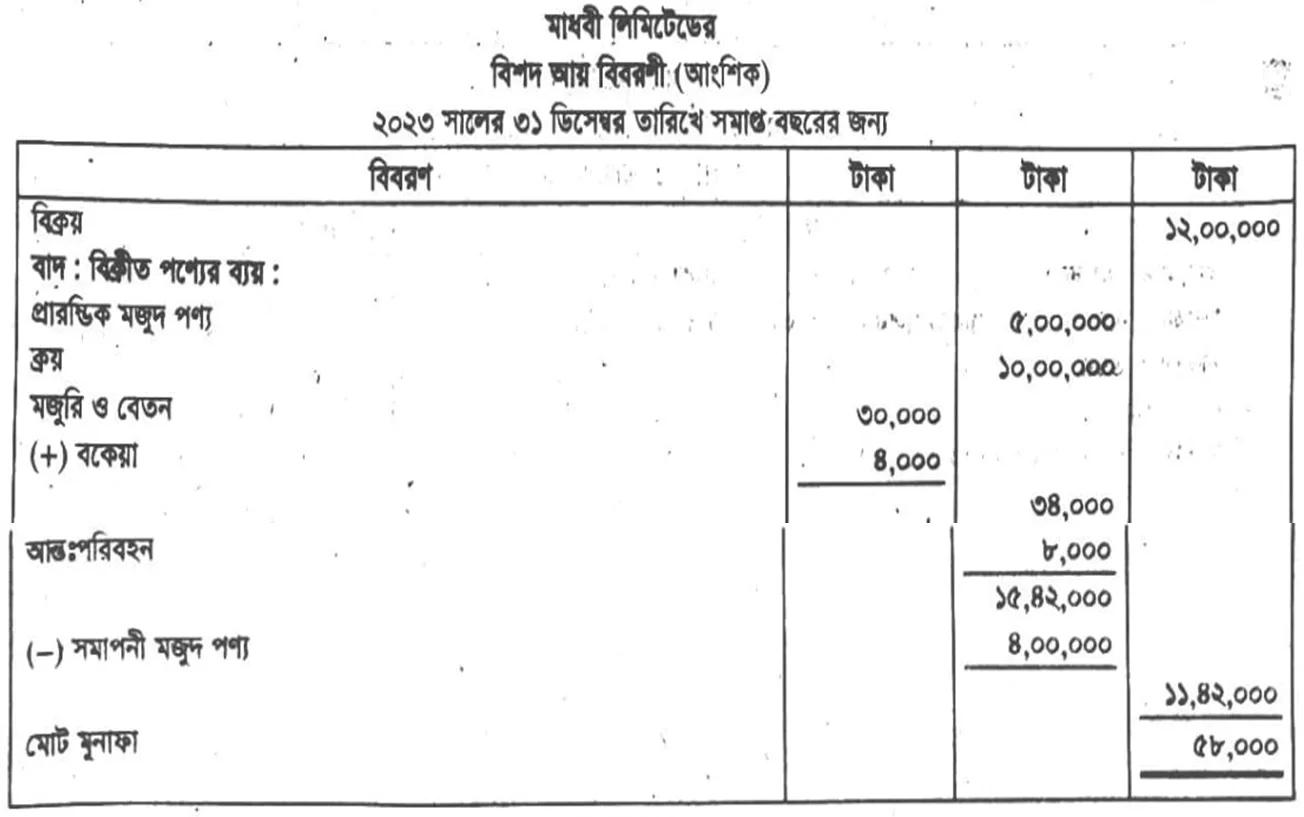 মাধবী লিমিটেডের
বিশদ আয় বিবরণী (আংশিক)
২০২৩ সালের ৩১ ডিসেম্বর তারিখে সমাপ্ত বছরের জন্য
বিবরণ টাকা টাকা টাকা
বিক্রয় ১২,০০,০০০
বাদ : বিক্রীত পণ্যের ব্যয় :
প্রারম্ভিক মজুদ পণ্য ৫,০০,০০০
ক্রয় ১০,০০,০০০
মজুরি ও বেতন ৩০,০০০
(+) বকেয়া ৪,০০০
৩৪,০০০
আন্তঃপরিবহন ৮,০০০
১৫,৪২,০০০
(–) সমাপনী মজুদ পণ্য ৪,০০,০০০
১১,৪২,০০০
মোট মুনাফা ৫৮,০০০